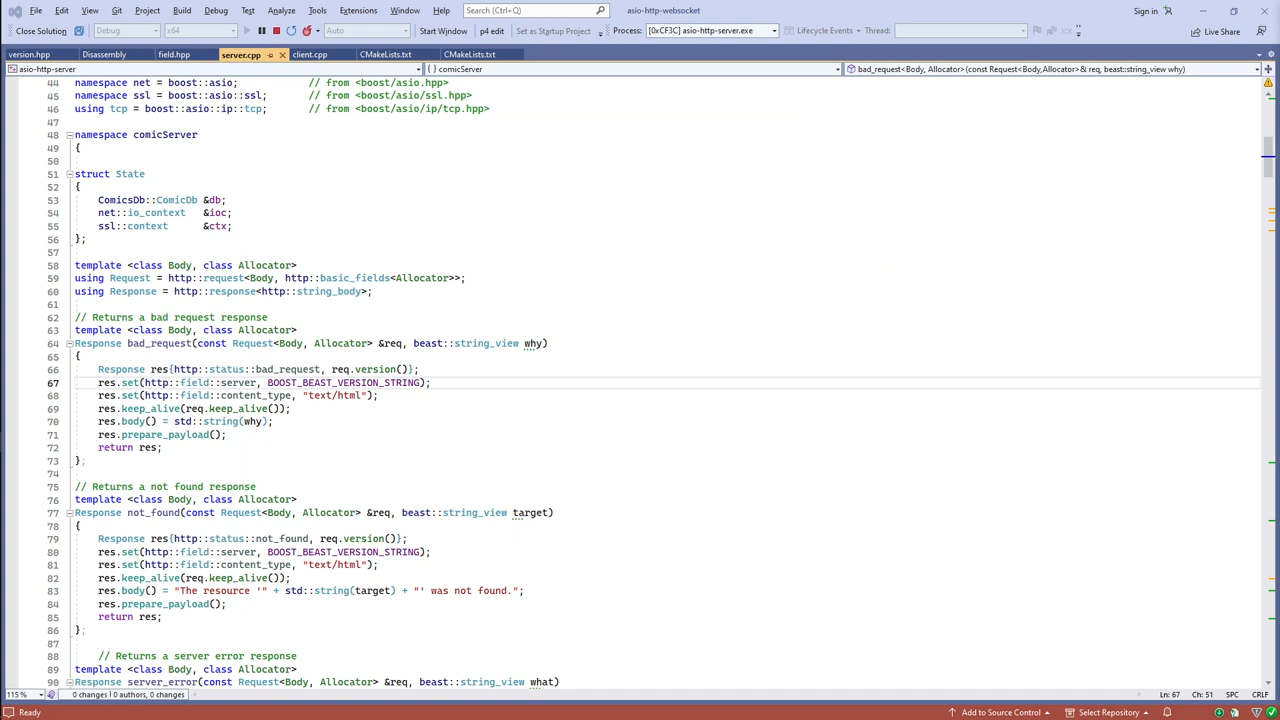 File Edit View Git Project Build Debug Test Analyze Tools Extensions Window Help Search (Ctrl+Q) asio-http-websocket Sign in
Close Solution Debug x64 Auto Start Window p4 edit Set as Startup Project Process: [0xCF3C] asio-http-server.exe Lifecycle Events Thread: Live Share
version.hpp Disassembly field.hpp server.cpp client.cpp CMakeLists.txt CMakeLists.txt
asio-http-server {} comicServer bad_request<Body, Allocator>(const Request<Body,Allocator>& req, beast::string_view why)
44 namespace net = boost::asio; // from <boost/asio.hpp>
45 namespace ssl = boost::asio::ssl; // from <boost/asio/ssl.hpp>
46 using tcp = boost::asio::ip::tcp; // from <boost/asio/ip/tcp.hpp>
47
48 namespace comicServer
49 {
50
51 struct State
52 {
53 ComicsDb::ComicDb &db;
54 net::io_context &ioc;
55 ssl::context &ctx;
56 };
57
58 template <class Body, class Allocator>
59 using Request = http::request<Body, http::basic_fields<Allocator>>;
60 using Response = http::response<http::string_body>;
61
62 // Returns a bad request response
63 template <class Body, class Allocator>
64 Response bad_request(const Request<Body, Allocator> &req, beast::string_view why)
65 {
66 Response res{http::status::bad_request, req.version()};
67 res.set(http::field::server, BOOST_BEAST_VERSION_STRING);
68 res.set(http::field::content_type, "text/html");
69 res.keep_alive(req.keep_alive());
70 res.body() = std::string(why);
71 res.prepare_payload();
72 return res;
73 };
74
75 // Returns a not found response
76 template <class Body, class Allocator>
77 Response not_found(const Request<Body, Allocator> &req, beast::string_view target)
78 {
79 Response res{http::status::not_found, req.version()};
80 res.set(http::field::server, BOOST_BEAST_VERSION_STRING);
81 res.set(http::field::content_type, "text/html");
82 res.keep_alive(req.keep_alive());
83 res.body() = "The resource '" + std::string(target) + "' was not found.";
84 res.prepare_payload();
85 return res;
86 };
87
88 // Returns a server error response
89 template <class Body, class Allocator>
90 Response server_error(const Request<Body, Allocator> &req, beast::string_view what)
115 % 0 changes | 0 authors, 0 changes Ln: 67 Ch: 51 SPC CRLF
Ready Add to Source Control Select Repository